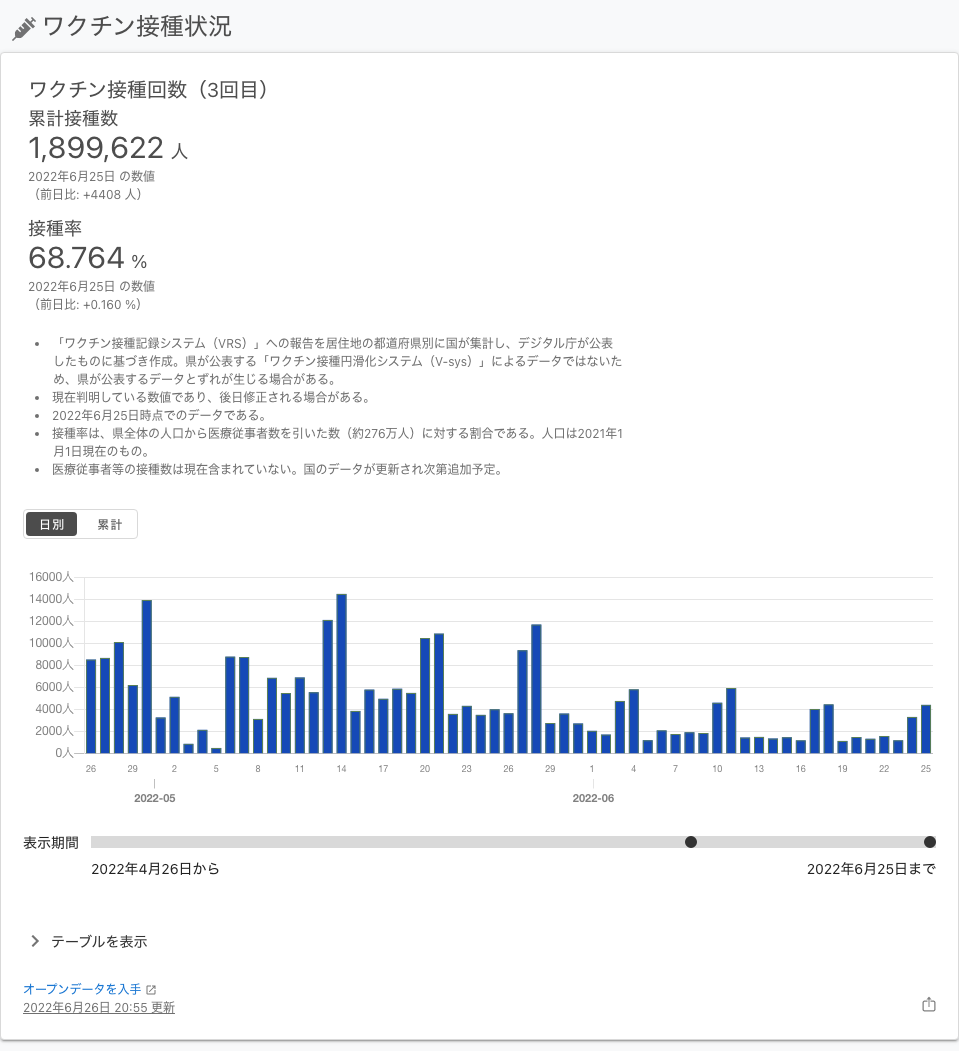 ワクチン接種状況
ワクチン接種回数（3回目）
累計接種数
1,899,622 人
2022年6月25日 の数値
（前日比: +4408 人）
接種率
68.764 %
2022年6月25日 の数値
（前日比: +0.160 %）
• 「ワクチン接種記録システム（VRS）」への報告を居住地の都道府県別に国が集計し、デジタル庁が公表
したものに基づき作成。県が公表する「ワクチン接種円滑化システム（V-sys）」によるデータではないた
め、県が公表するデータとずれが生じる場合がある。
• 現在判明している数値であり、後日修正される場合がある。
• 2022年6月25日時点でのデータである。
• 接種率は、県全体の人口から医療従事者数を引いた数（約276万人）に対する割合である。人口は2021年1
月1日現在のもの。
• 医療従事者等の接種数は現在含まれていない。国のデータが更新され次第追加予定。
日別 累計
16000人
14000人
12000人
10000人
8000人
6000人
4000人
2000人
0人
26 29 2 5 8 11 14 17 20 23 26 29 1 4 7 10 13 16 19 22 25
2022-05 2022-06
表示期間
2022年4月26日から 2022年6月25日まで
テーブルを表示
オープンデータを入手
2022年6月26日 20:55 更新